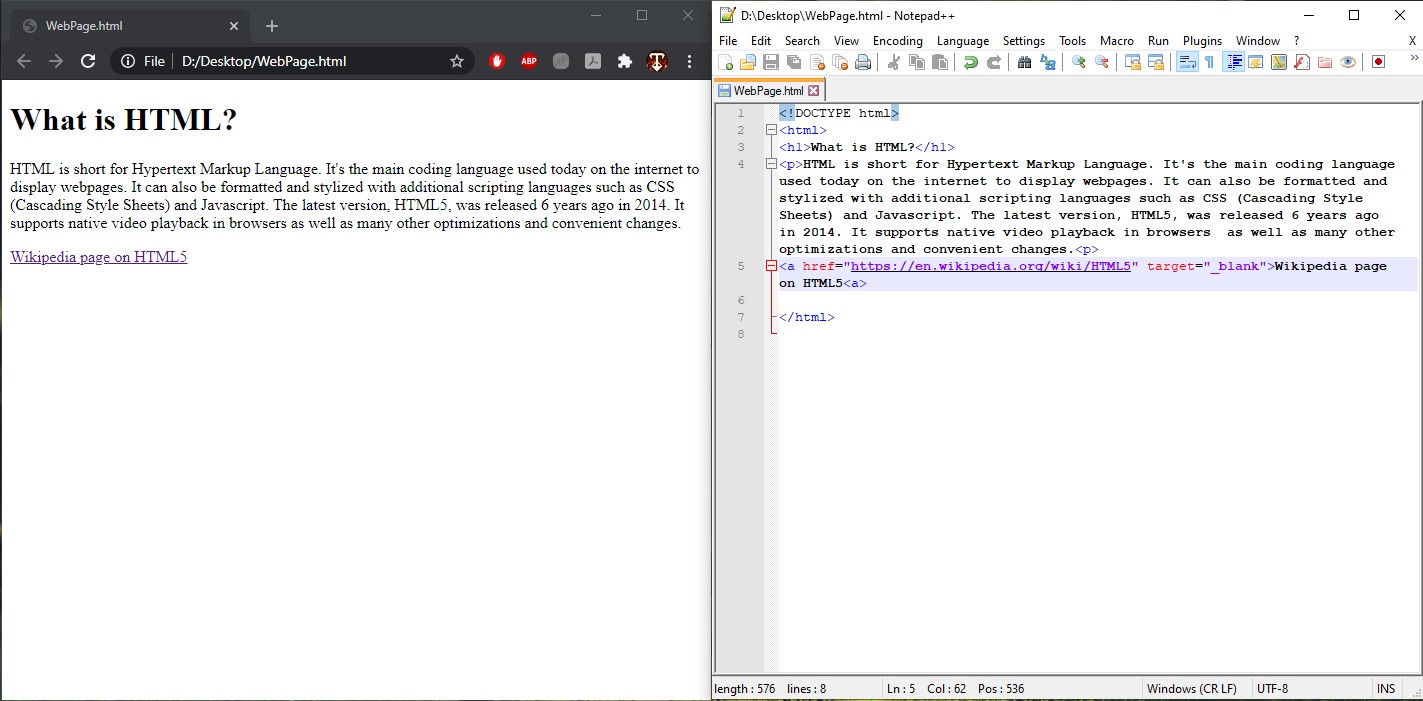 WebPage.html
File D:/Desktop/WebPage.html
ABP
What is HTML?
HTML is short for Hypertext Markup Language. It's the main coding language used today on the internet to
display webpages. It can also be formatted and stylized with additional scripting languages such as CSS
(Cascading Style Sheets) and Javascript. The latest version, HTML5, was released 6 years ago in 2014. It
supports native video playback in browsers as well as many other optimizations and convenient changes.
Wikipedia page on HTML5
D:\Desktop\WebPage.html - Notepad++
File Edit Search View Encoding Language Settings Tools Macro Run Plugins Window ? X
WebPage.html
1 <!DOCTYPE html>
2 <html>
3 <h1>What is HTML?</h1>
4 <p>HTML is short for Hypertext Markup Language. It's the main coding language
used today on the internet to display webpages. It can also be formatted and
stylized with additional scripting languages such as CSS (Cascading Style
Sheets) and Javascript. The latest version, HTML5, was released 6 years ago
in 2014. It supports native video playback in browsers  as well as many other
optimizations and convenient changes.<p>
5 <a href="https://en.wikipedia.org/wiki/HTML5" target="_blank">Wikipedia page
on HTML5<a>
6
7 </html>
8
length : 576 lines : 8 Ln : 5 Col : 62 Pos : 536 Windows (CR LF) UTF-8 INS